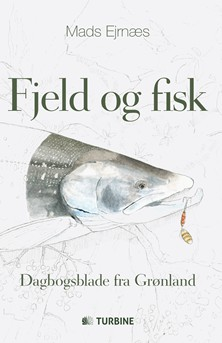 Mads Ejrnæs
Fjeld og fisk
Dagbogsblade fra Grønland
TURBINE